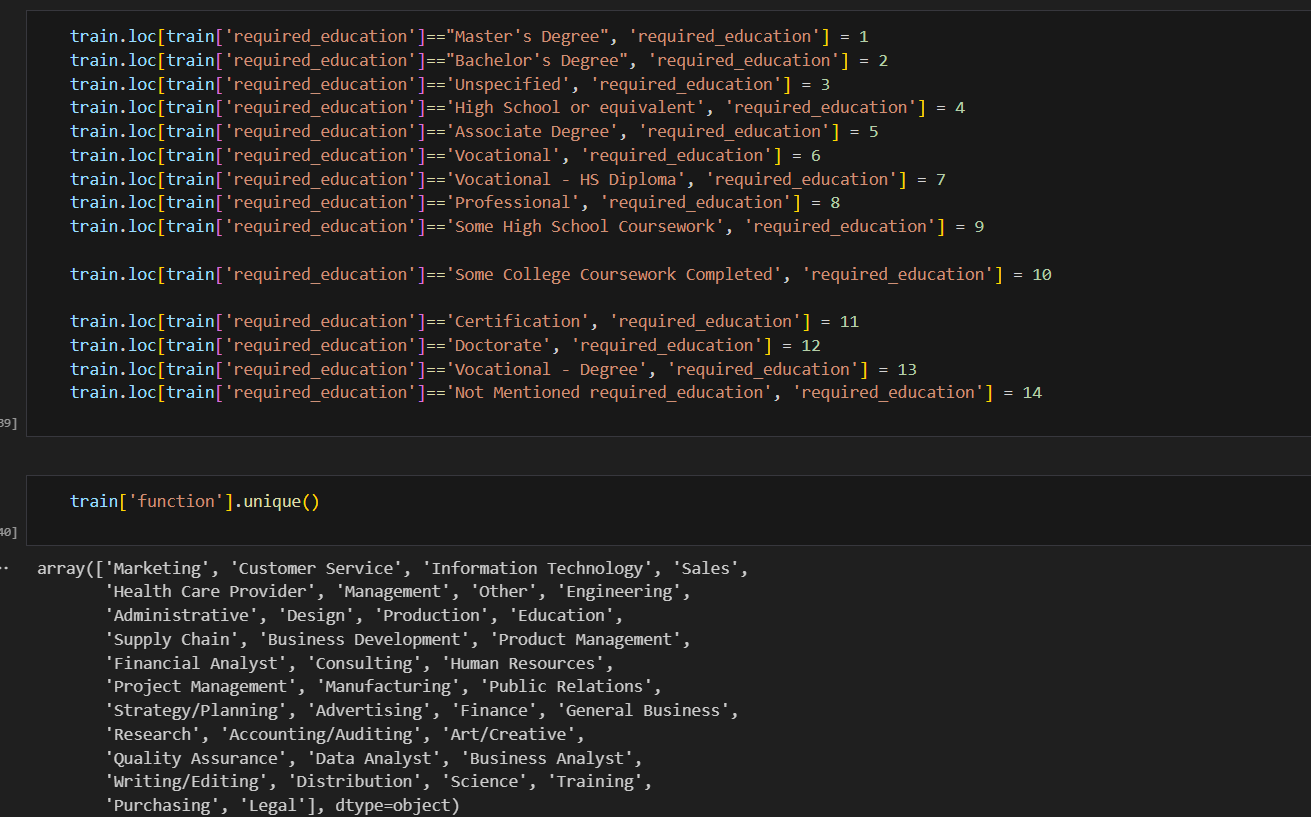 train.loc[train['required_education']=="Master's Degree", 'required_education'] = 1
train.loc[train['required_education']=="Bachelor's Degree", 'required_education'] = 2
train.loc[train['required_education']=='Unspecified', 'required_education'] = 3
train.loc[train['required_education']=='High School or equivalent', 'required_education'] = 4
train.loc[train['required_education']=='Associate Degree', 'required_education'] = 5
train.loc[train['required_education']=='Vocational', 'required_education'] = 6
train.loc[train['required_education']=='Vocational - HS Diploma', 'required_education'] = 7
train.loc[train['required_education']=='Professional', 'required_education'] = 8
train.loc[train['required_education']=='Some High School Coursework', 'required_education'] = 9
train.loc[train['required_education']=='Some College Coursework Completed', 'required_education'] = 10
train.loc[train['required_education']=='Certification', 'required_education'] = 11
train.loc[train['required_education']=='Doctorate', 'required_education'] = 12
train.loc[train['required_education']=='Vocational - Degree', 'required_education'] = 13
train.loc[train['required_education']=='Not Mentioned required_education', 'required_education'] = 14
39]
train['function'].unique()
40]
array(['Marketing', 'Customer Service', 'Information Technology', 'Sales',
'Health Care Provider', 'Management', 'Other', 'Engineering',
'Administrative', 'Design', 'Production', 'Education',
'Supply Chain', 'Business Development', 'Product Management',
'Financial Analyst', 'Consulting', 'Human Resources',
'Project Management', 'Manufacturing', 'Public Relations',
'Strategy/Planning', 'Advertising', 'Finance', 'General Business',
'Research', 'Accounting/Auditing', 'Art/Creative',
'Quality Assurance', 'Data Analyst', 'Business Analyst',
'Writing/Editing', 'Distribution', 'Science', 'Training',
'Purchasing', 'Legal'], dtype=object)